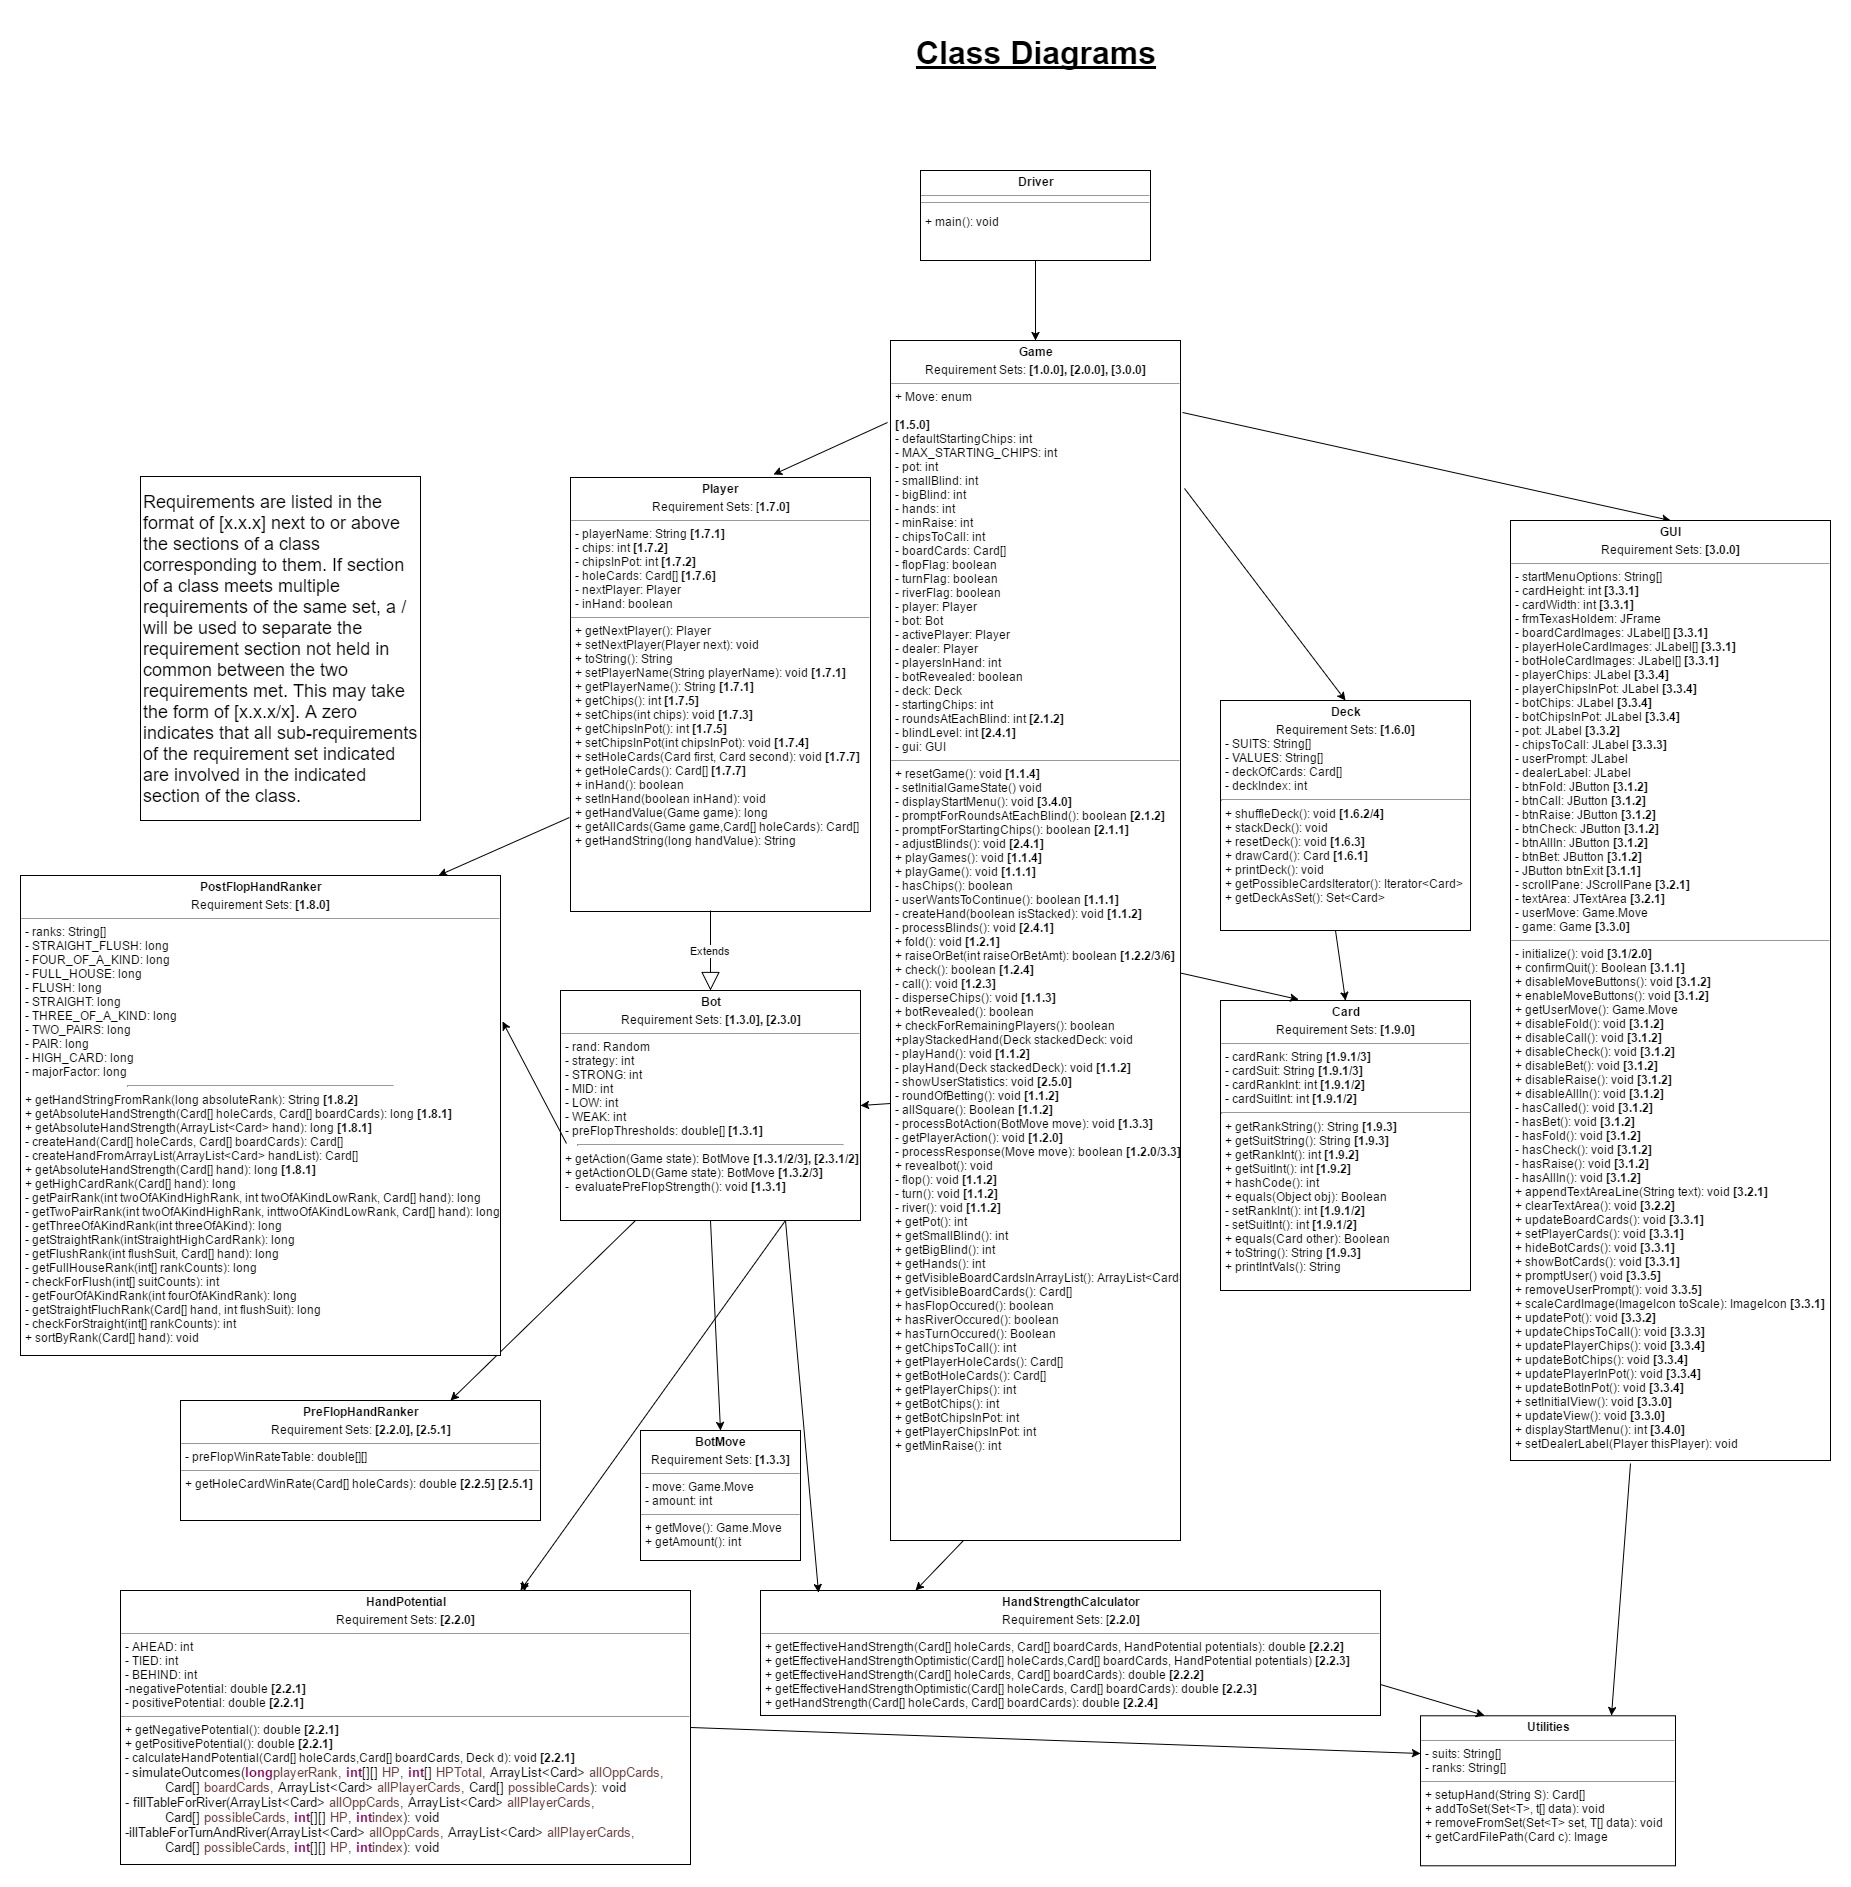 Class Diagrams
Driver
+ main(): void
Game
Requirement Sets: [1.0.0], [2.0.0], [3.0.0]
+ Move: enum
[1.5.0]
- defaultStartingChips: int
- MAX_STARTING_CHIPS: int
- pot: int
- smallBlind: int
- bigBlind: int
- hands: int
- minRaise: int
- chipsToCall: int
- boardCards: Card[]
- flopFlag: boolean
- turnFlag: boolean
- riverFlag: boolean
- player: Player
- bot: Bot
- activePlayer: Player
- dealer: Player
- playersInHand: int
- botRevealed: boolean
- deck: Deck
- startingChips: int
- roundsAtEachBlind: int [2.1.2]
- blindLevel: int [2.4.1]
- gui: GUI
+ resetGame(): void [1.1.4]
- setInitialGameState() void
- displayStartMenu(): void [3.4.0]
- promptForRoundsAtEachBlind(): boolean [2.1.2]
- promptForStartingChips(): boolean [2.1.1]
- adjustBlinds(): void [2.4.1]
+ playGames(): void [1.1.4]
+ playGame(): void [1.1.1]
- hasChips(): boolean
- userWantsToContinue(): boolean [1.1.1]
- createHand(boolean isStacked): void [1.1.2]
- processBlinds(): void [2.4.1]
+ fold(): void [1.2.1]
+ raiseOrBet(int raiseOrBetAmt): boolean [1.2.2/3/6]
+ check(): boolean [1.2.4]
- call(): void [1.2.3]
- disperseChips(): void [1.1.3]
+ botRevealed(): boolean
+ checkForRemainingPlayers(): boolean
+playStackedHand(Deck stackedDeck: void
- playHand(): void [1.1.2]
- playHand(Deck stackedDeck): void [1.1.2]
- showUserStatistics: void [2.5.0]
- roundOfBetting(): void [1.1.2]
- allSquare(): Boolean [1.1.2]
- processBotAction(BotMove move): void [1.3.3]
- getPlayerAction(): void [1.2.0]
- processResponse(Move move): boolean [1.2.0/3.3]
+ revealbot(): void
- flop(): void [1.1.2]
- turn(): void [1.1.2]
- river(): void [1.1.2]
+ getPot(): int
+ getSmallBlind(): int
+ getBigBlind(): int
+ getHands(): int
+ getVisibleBoardCardsInArrayList(): ArrayList<Card
+ getVisibleBoardCards(): Card[]
+ hasFlopOccured(): boolean
+ hasRiverOccured(): boolean
+ hasTurnOccured(): Boolean
+ getChipsToCall(): int
+ getPlayerHoleCards(): Card[]
+ getBotHoleCards(): Card[]
+ getPlayerChips(): int
+ getBotChips(): int
+ getBotChipsInPot: int
+ getPlayerChipsInPot: int
+ getMinRaise(): int
Requirements are listed in the
format of [x.x.x] next to or above
the sections of a class
corresponding to them. If section
of a class meets multiple
requirements of the same set, a /
will be used to separate the
requirement section not held in
common between the two
requirements met. This may take
the form of [x.x.x/x]. A zero
indicates that all sub-requirements
of the requirement set indicated
are involved in the indicated
section of the class.
Player
Requirement Sets: [1.7.0]
- playerName: String [1.7.1]
- chips: int [1.7.2]
- chipsInPot: int [1.7.2]
- holeCards: Card[] [1.7.6]
- nextPlayer: Player
- inHand: boolean
+ getNextPlayer(): Player
+ setNextPlayer(Player next): void
+ toString(): String
+ setPlayerName(String playerName): void [1.7.1]
+ getPlayerName(): String [1.7.1]
+ getChips(): int [1.7.5]
+ setChips(int chips): void [1.7.3]
+ getChipsInPot(): int [1.7.5]
+ setChipsInPot(int chipsInPot): void [1.7.4]
+ setHoleCards(Card first, Card second): void [1.7.7]
+ getHoleCards(): Card[] [1.7.7]
+ inHand(): boolean
+ setInHand(boolean inHand): void
+ getHandValue(Game game): long
+ getAllCards(Game game,Card[] holeCards): Card[]
+ getHandString(long handValue): String
Extends
GUI
Requirement Sets: [3.0.0]
- startMenuOptions: String[]
- cardHeight: int [3.3.1]
- cardWidth: int [3.3.1]
- frmTexasHoldem: JFrame
- boardCardImages: JLabel[] [3.3.1]
- playerHoleCardImages: JLabel[] [3.3.1]
- botHoleCardImages: JLabel[] [3.3.1]
- playerChips: JLabel [3.3.4]
- playerChipsInPot: JLabel [3.3.4]
- botChips: JLabel [3.3.4]
- botChipsInPot: JLabel [3.3.4]
- pot: JLabel [3.3.2]
- chipsToCall: JLabel [3.3.3]
- userPrompt: JLabel
- dealerLabel: JLabel
- btnFold: JButton [3.1.2]
- btnCall: JButton [3.1.2]
- btnRaise: JButton [3.1.2]
- btnCheck: JButton [3.1.2]
- btnAllIn: JButton [3.1.2]
- btnBet: JButton [3.1.2]
- JButton btnExit [3.1.1]
- scrollPane: JScrollPane [3.2.1]
- textArea: JTextArea [3.2.1]
- userMove: Game.Move
- game: Game [3.3.0]
- initialize(): void [3.1/2.0]
+ confirmQuit(): Boolean [3.1.1]
+ disableMoveButtons(): void [3.1.2]
+ enableMoveButtons(): void [3.1.2]
+ getUserMove(): Game.Move
+ disableFold(): void [3.1.2]
+ disableCall(): void [3.1.2]
+ disableCheck(): void [3.1.2]
+ disableBet(): void [3.1.2]
+ disableRaise(): void [3.1.2]
+ disableAllIn(): void [3.1.2]
- hasCalled(): void [3.1.2]
- hasBet(): void [3.1.2]
- hasFold(): void [3.1.2]
- hasCheck(): void [3.1.2]
- hasRaise(): void [3.1.2]
- hasAllIn(): void [3.1.2]
+ appendTextAreaLine(String text): void [3.2.1]
+ clearTextArea(): void [3.2.2]
+ updateBoardCards(): void [3.3.1]
+ setPlayerCards(): void [3.3.1]
+ hideBotCards(): void [3.3.1]
+ showBotCards(): void [3.3.1]
+ promptUser() void [3.3.5]
+ removeUserPrompt(): void 3.3.5]
+ scaleCardImage(ImageIcon toScale): ImageIcon [3.3.1]
+ updatePot(): void [3.3.2]
+ updateChipsToCall(): void [3.3.3]
+ updatePlayerChips(): void [3.3.4]
+ updateBotChips(): void [3.3.4]
+ updatePlayerInPot(): void [3.3.4]
+ updateBotInPot(): void [3.3.4]
+ setInitialView(): void [3.3.0]
+ updateView(): void [3.3.0]
+ displayStartMenu(): int [3.4.0]
+ setDealerLabel(Player thisPlayer): void
Deck
Requirement Sets: [1.6.0]
- SUITS: String[]
- VALUES: String[]
- deckOfCards: Card[]
- deckIndex: int
+ shuffleDeck(): void [1.6.2/4]
+ stackDeck(): void
+ resetDeck(): void [1.6.3]
+ drawCard(): Card [1.6.1]
+ printDeck(): void
+ getPossibleCardsIterator(): Iterator<Card>
+ getDeckAsSet(): Set<Card>
Card
Requirement Sets: [1.9.0]
- cardRank: String [1.9.1/3]
- cardSuit: String [1.9.1/3]
- cardRankInt: int [1.9.1/2]
- cardSuitInt: int [1.9.1/2]
+ getRankString(): String [1.9.3]
+ getSuitString(): String [1.9.3]
+ getRankInt(): int [1.9.2]
+ getSuitInt(): int [1.9.2]
+ hashCode(): int
+ equals(Object obj): Boolean
- setRankInt(): int [1.9.1/2]
- setSuitInt(): int [1.9.1/2]
+ equals(Card other): Boolean
+ toString(): String [1.9.3]
+ printIntVals(): String
PostFlopHandRanker
Requirement Sets: [1.8.0]
- ranks: String[]
- STRAIGHT_FLUSH: long
- FOUR_OF_A_KIND: long
- FULL_HOUSE: long
- FLUSH: long
- STRAIGHT: long
- THREE_OF_A_KIND: long
- TWO_PAIRS: long
- PAIR: long
- HIGH_CARD: long
- majorFactor: long
+ getHandStringFromRank(long absoluteRank): String [1.8.2]
+ getAbsoluteHandStrength(Card[] holeCards, Card[] boardCards): long [1.8.1]
+ getAbsoluteHandStrength(ArrayList<Card> hand): long [1.8.1]
- createHand(Card[] holeCards, Card[] boardCards): Card[]
- createHandFromArrayList(ArrayList<Card> handList): Card[]
+ getAbsoluteHandStrength(Card[] hand): long [1.8.1]
+ getHighCardRank(Card[] hand): long
- getPairRank(int twoOfAKindHighRank, int twoOfAKindLowRank, Card[] hand): long
- getTwoPairRank(int twoOfAKindHighRank, inttwoOfAKindLowRank, Card[] hand): long
- getThreeOfAKindRank(int threeOfAKind): long
- getStraightRank(intStraightHighCardRank): long
- getFlushRank(int flushSuit, Card[] hand): long
- getFullHouseRank(int[] rankCounts): long
- checkForFlush(int[] suitCounts): int
- getFourOfAKindRank(int fourOfAKindRank): long
- getStraightFluchRank(Card[] hand, int flushSuit): long
- checkForStraight(int[] rankCounts): int
+ sortByRank(Card[] hand): void
Bot
Requirement Sets: [1.3.0], [2.3.0]
- rand: Random
- strategy: int
- STRONG: int
- MID: int
- LOW: int
- WEAK: int
- preFlopThresholds: double[] [1.3.1]
+ getAction(Game state): BotMove [1.3.1/2/3], [2.3.1/2]
+ getActionOLD(Game state): BotMove [1.3.2/3]
- evaluatePreFlopStrength(): void [1.3.1]
PreFlopHandRanker
Requirement Sets: [2.2.0], [2.5.1]
- preFlopWinRateTable: double[][]
+ getHoleCardWinRate(Card[] holeCards): double [2.2.5] [2.5.1]
BotMove
Requirement Sets: [1.3.3]
- move: Game.Move
- amount: int
+ getMove(): Game.Move
+ getAmount(): int
HandPotential
Requirement Sets: [2.2.0]
- AHEAD: int
- TIED: int
- BEHIND: int
-negativePotential: double [2.2.1]
- positivePotential: double [2.2.1]
+ getNegativePotential(): double [2.2.1]
+ getPositivePotential(): double [2.2.1]
- calculateHandPotential(Card[] holeCards,Card[] boardCards, Deck d): void [2.2.1]
- simulateOutcomes(longplayerRank, int[][] HP, int[] HPTotal, ArrayList<Card> allOppCards,
Card[] boardCards, ArrayList<Card> allPlayerCards, Card[] possibleCards): void
- fillTableForRiver(ArrayList<Card> allOppCards, ArrayList<Card> allPlayerCards,
Card[] possibleCards, int[][] HP, intindex): void
-illTableForTurnAndRiver(ArrayList<Card> allOppCards, ArrayList<Card> allPlayerCards,
Card[] possibleCards, int[][] HP, intindex): void
HandStrengthCalculator
Requirement Sets: [2.2.0]
+ getEffectiveHandStrength(Card[] holeCards, Card[] boardCards, HandPotential potentials): double [2.2.2]
+ getEffectiveHandStrengthOptimistic(Card[] holeCards,Card[] boardCards, HandPotential potentials) [2.2.3]
+ getEffectiveHandStrength(Card[] holeCards, Card[] boardCards): double [2.2.2]
+ getEffectiveHandStrengthOptimistic(Card[] holeCards, Card[] boardCards): double [2.2.3]
+ getHandStrength(Card[] holeCards, Card[] boardCards): double [2.2.4]
Utilities
- suits: String[]
- ranks: String[]
+ setupHand(String S): Card[]
+ addToSet(Set<T>, t[] data): void
+ removeFromSet(Set<T> set, T[] data): void
+ getCardFilePath(Card c): Image